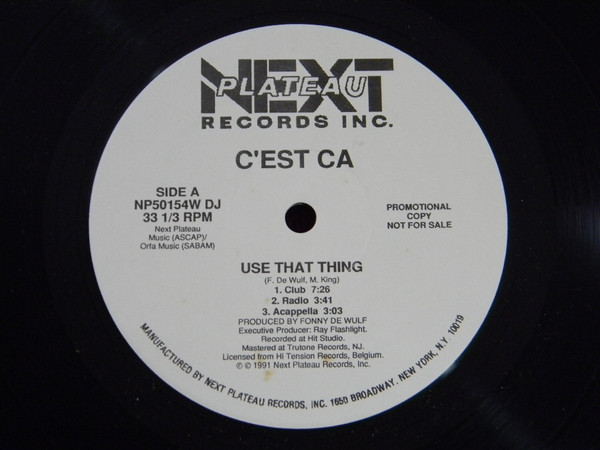 NEXT
PLATEAU
RECORDS INC.
C'EST CA
SIDE A
NP50154W DJ
33 1/3 RPM
Next Plateau
Music (ASCAP)/
Orfa Music (SABAM)
PROMOTIONAL
COPY
NOT FOR SALE
USE THAT THING
(F. De Wulf, M. King)
1. Club 7:26
2. Radio 3:41
3. Acappella 3:03
PRODUCED BY FONNY DE WULF
Executive Producer: Ray Flashlight.
Recorded at Hit Studio.
Mastered at Trutone Records, NJ.
Licensed from Hi Tension Records, Belgium.
℗ © 1991 Next Plateau Records, Inc.
MANUFACTURED BY NEXT PLATEAU RECORDS, INC. 1650 BROADWAY. NEW YORK, N.Y. 10019